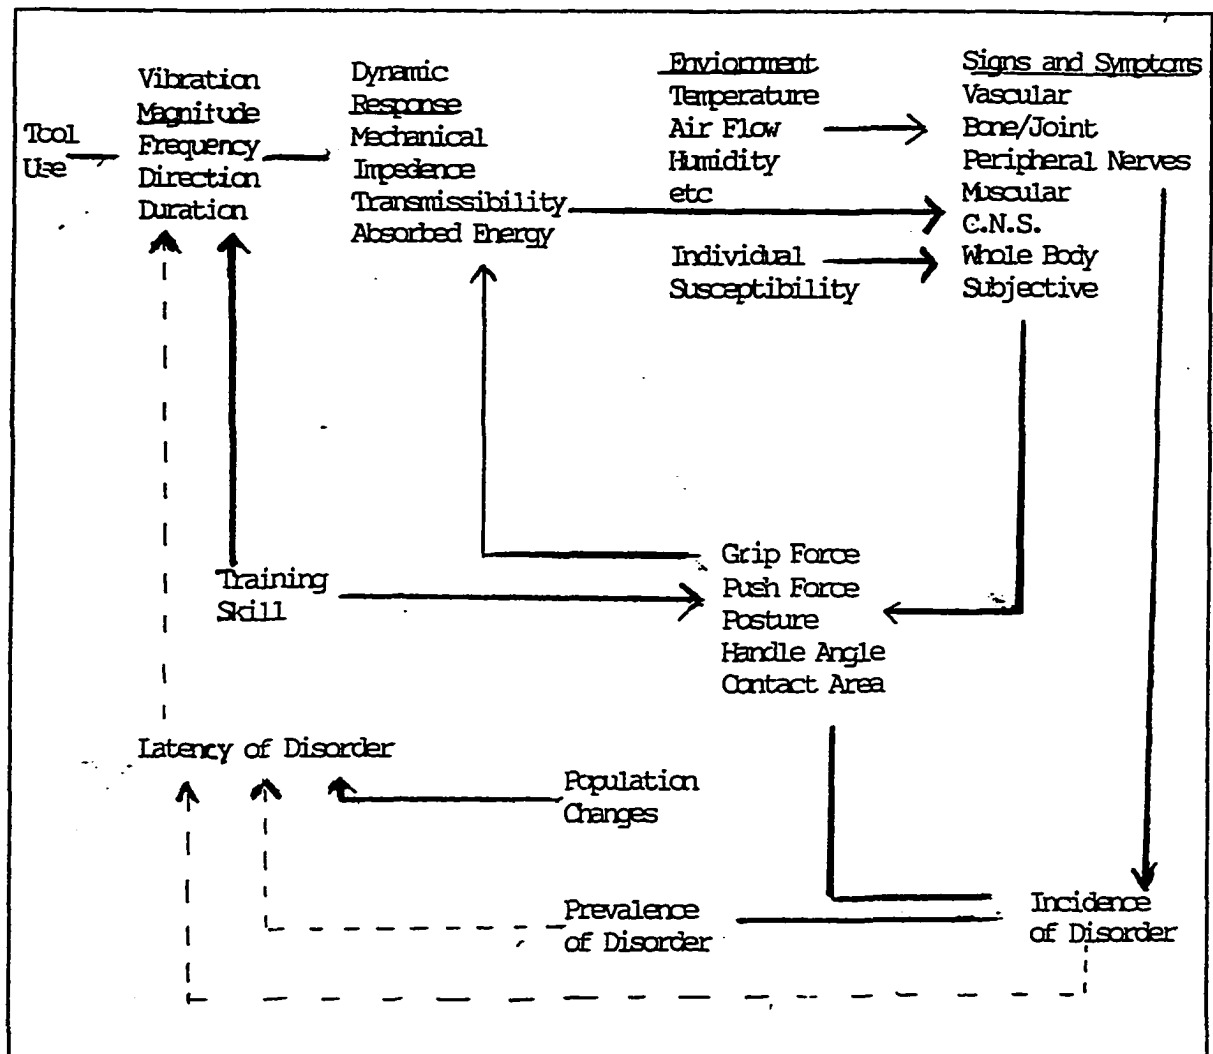 Tool
Use
Vibration
Magnitude
Frequency
Direction
Duration
Dynamic
Response
Mechanical
Impedence
Transmissibility
Absorbed Energy
Enviornment
Temperature
Air Flow
Humidity
etc
Individual
Susceptibility
Signs and Symptoms
Vascular
Bone/Joint
Peripheral Nerves
Muscular
C.N.S.
Whole Body
Subjective
Training
Skill
Grip Force
Push Force
Posture
Handle Angle
Contact Area
Latency of Disorder
Population
Changes
Prevalence
of Disorder
Incidence
of Disorder